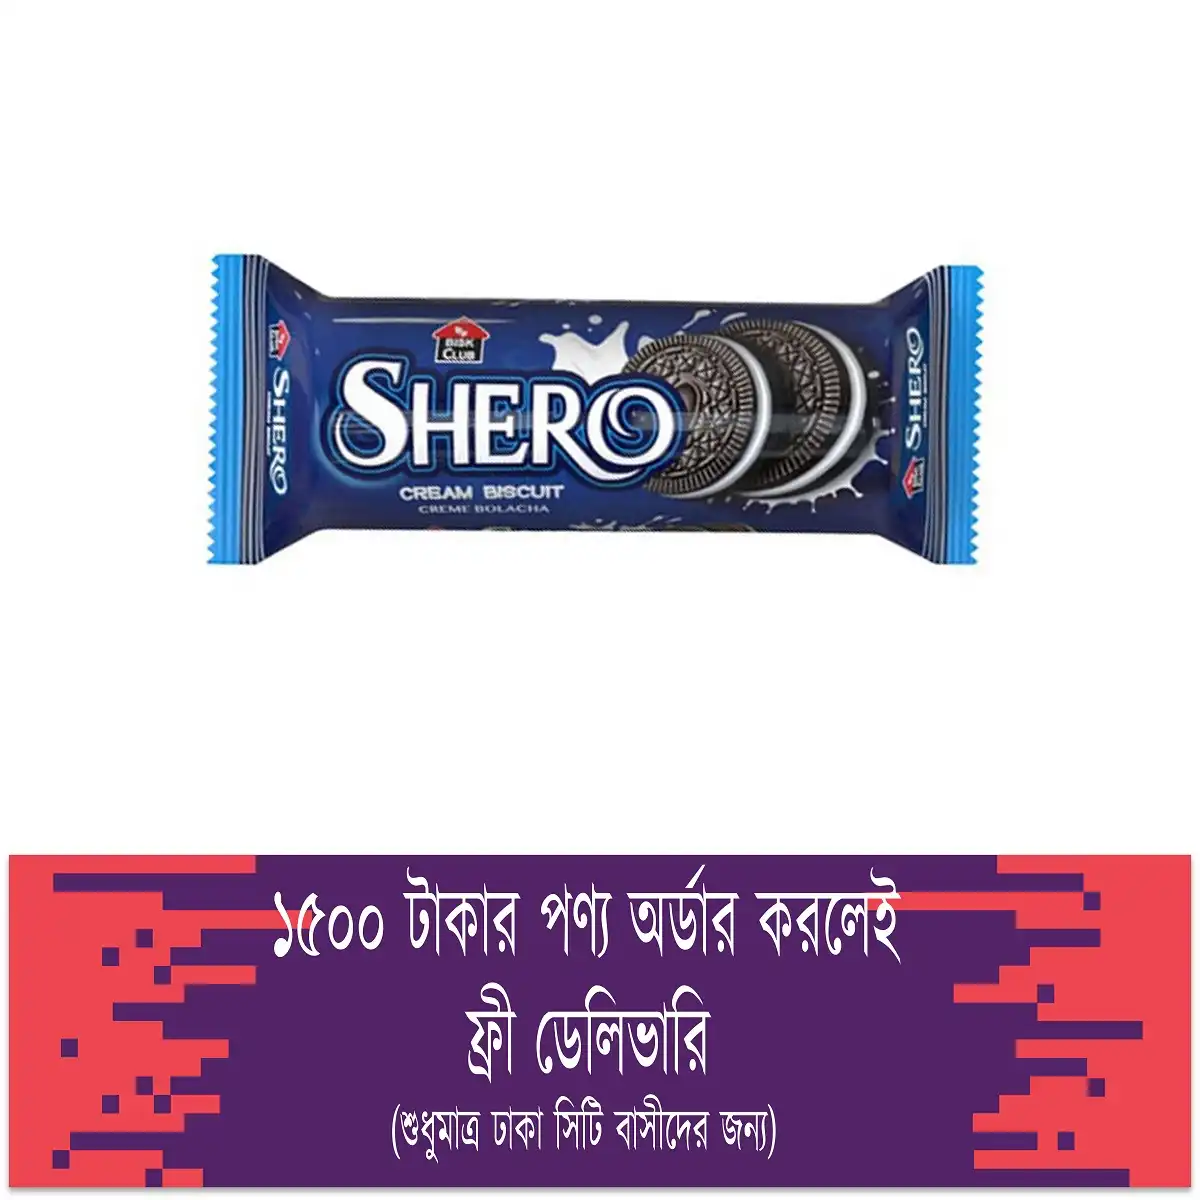 BISK
CLUB
SHERO
CREAM BISCUIT
CREME BOLACHA
SHERO
SHERO
১৫০০ টাকার পণ্য অর্ডার করলেই
ফ্রী ডেলিভারি
(শুধুমাত্র ঢাকা সিটি বাসীদের জন্য)